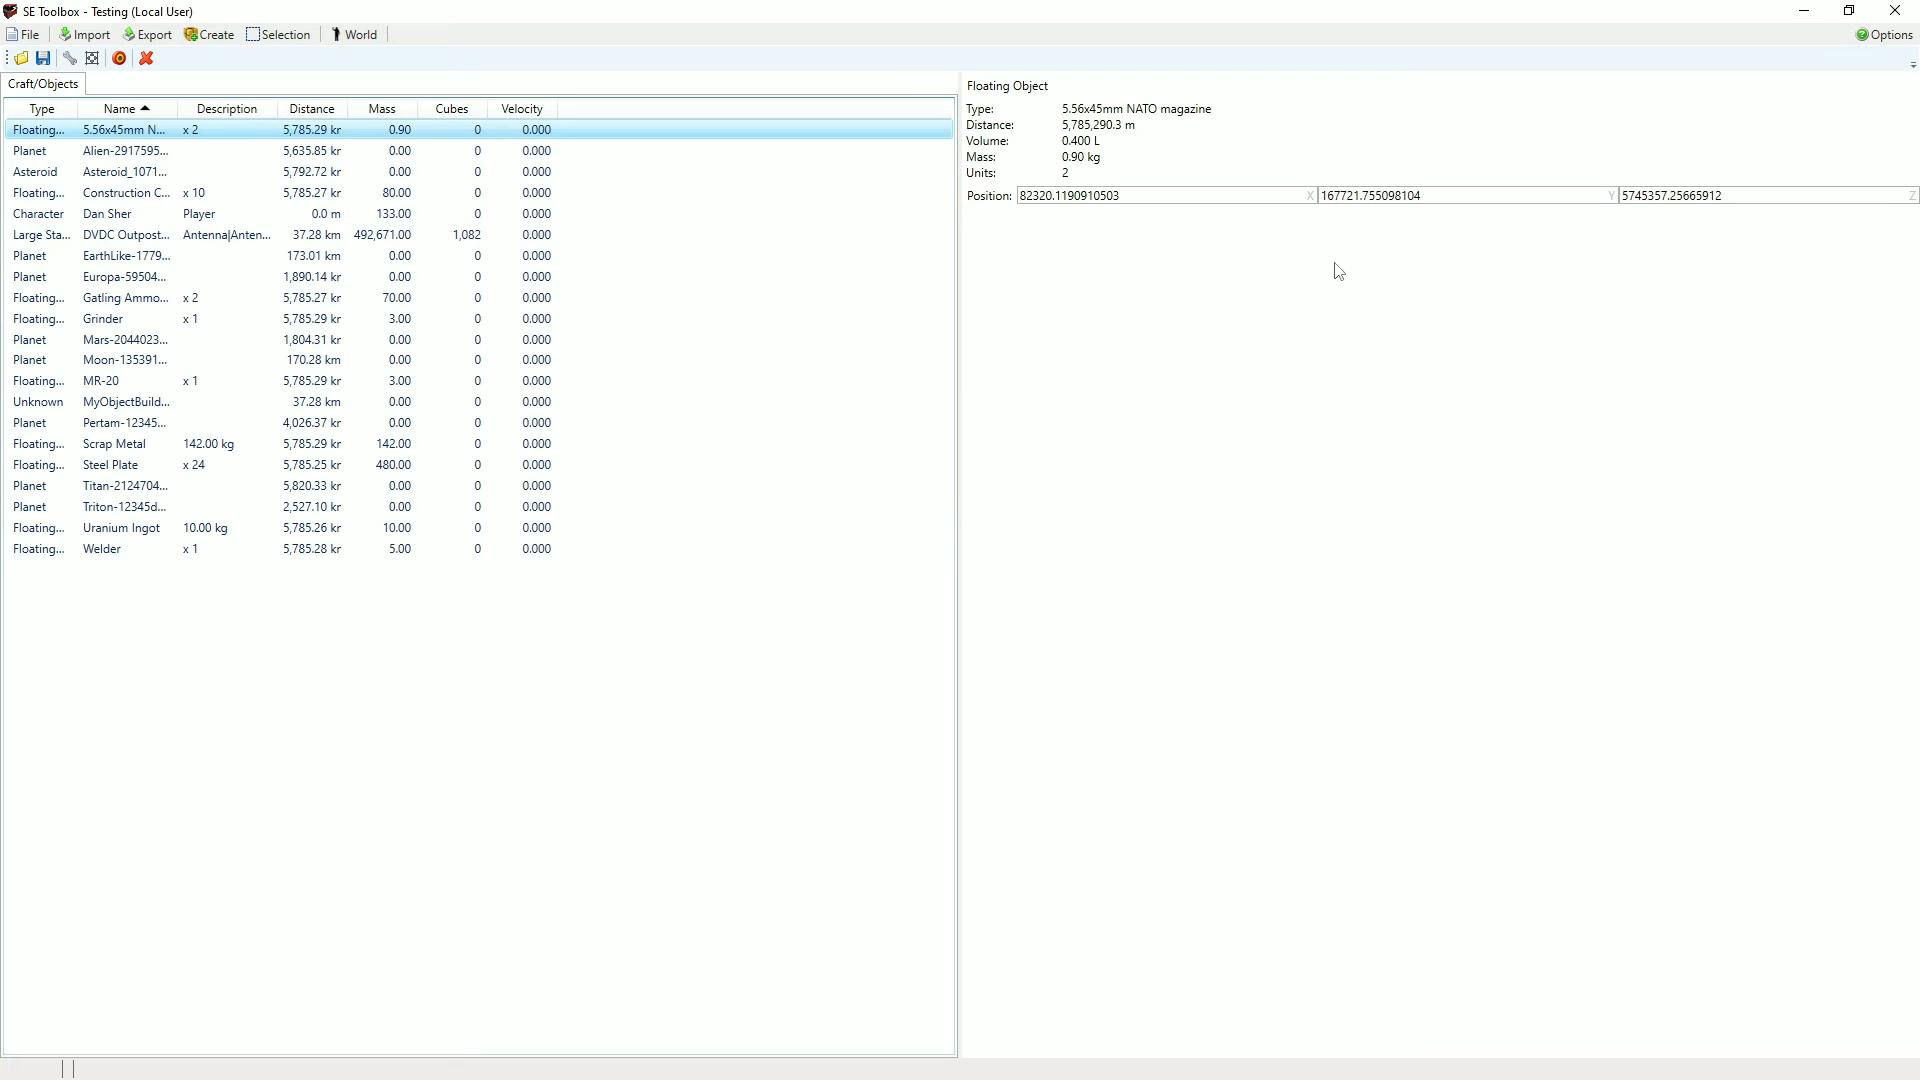 SE Toolbox - Testing (Local User)
File Import Export Create Selection World Options
Craft/Objects
Type Name Description Distance Mass Cubes Velocity
Floating... 5.56x45mm N... x 2 5,785.29 kr 0.90 0 0.000
Planet Alien-2917595... 5,635.85 kr 0.00 0 0.000
Asteroid Asteroid_1071... 5,792.72 kr 0.00 0 0.000
Floating... Construction C... x 10 5,785.27 kr 80.00 0 0.000
Character Dan Sher Player 0.0 m 133.00 0 0.000
Large Sta... DVDC Outpost... Antenna|Anten... 37.28 km 492,671.00 1,082 0.000
Planet EarthLike-1779... 173.01 km 0.00 0 0.000
Planet Europa-59504... 1,890.14 kr 0.00 0 0.000
Floating... Gatling Ammo... x 2 5,785.27 kr 70.00 0 0.000
Floating... Grinder x 1 5,785.29 kr 3.00 0 0.000
Planet Mars-2044023... 1,804.31 kr 0.00 0 0.000
Planet Moon-135391... 170.28 km 0.00 0 0.000
Floating... MR-20 x 1 5,785.29 kr 3.00 0 0.000
Unknown MyObjectBuild... 37.28 km 0.00 0 0.000
Planet Pertam-12345... 4,026.37 kr 0.00 0 0.000
Floating... Scrap Metal 142.00 kg 5,785.29 kr 142.00 0 0.000
Floating... Steel Plate x 24 5,785.25 kr 480.00 0 0.000
Planet Titan-2124704... 5,820.33 kr 0.00 0 0.000
Planet Triton-12345d... 2,527.10 kr 0.00 0 0.000
Floating... Uranium Ingot 10.00 kg 5,785.26 kr 10.00 0 0.000
Floating... Welder x 1 5,785.28 kr 5.00 0 0.000
Floating Object
Type: 5.56x45mm NATO magazine
Distance: 5,785,290.3 m
Volume: 0.400 L
Mass: 0.90 kg
Units: 2
Position: 82320.1190910503 X 167721.755098104 Y 5745357.25665912 Z